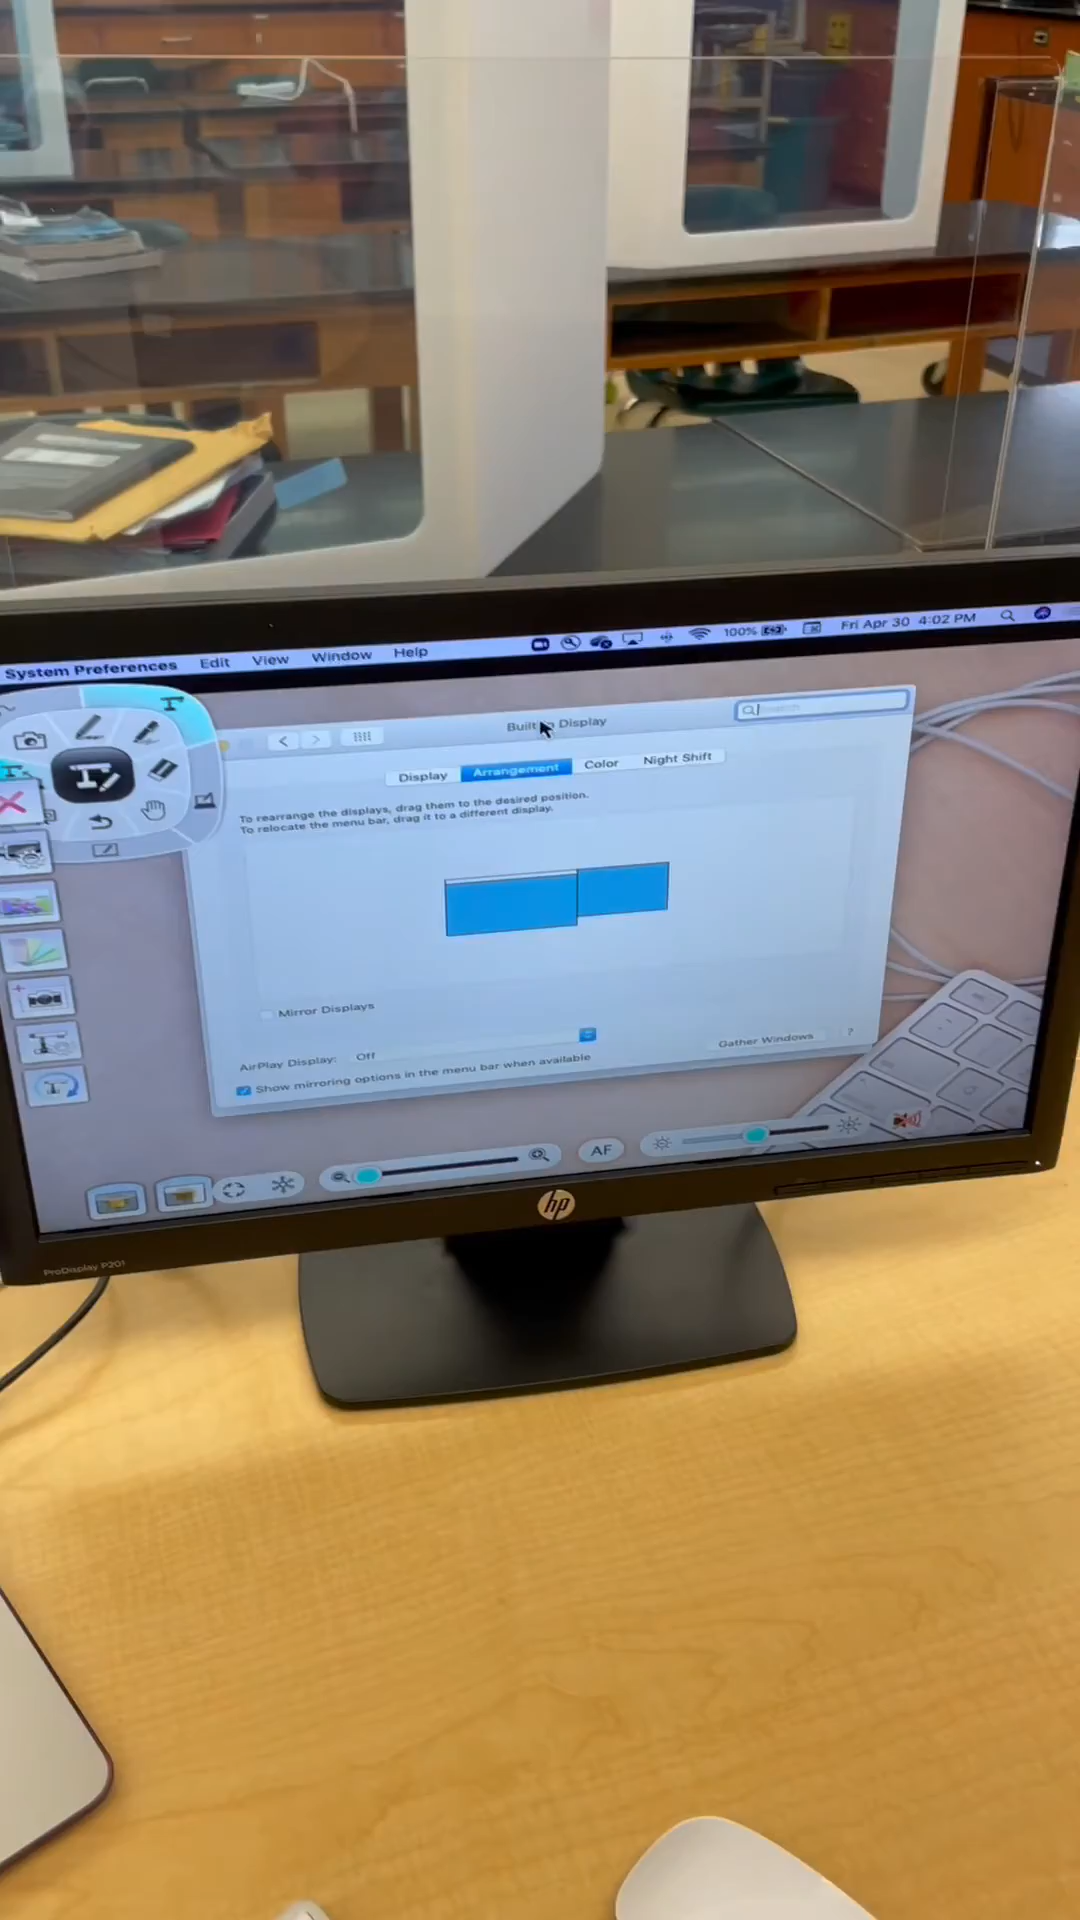 System Preferences Edit View Window Help 100% Fri Apr 30 4:02 PM
Display
Display Arrangement Color Night Shift
To rearrange the displays, drag them to the desired position.
To relocate the menu bar, drag it to a different display.
Mirror Displays
AirPlay Display: Off
Gather Windows ?
Show mirroring options in the menu bar when available
AF
hp
ProDisplay P201